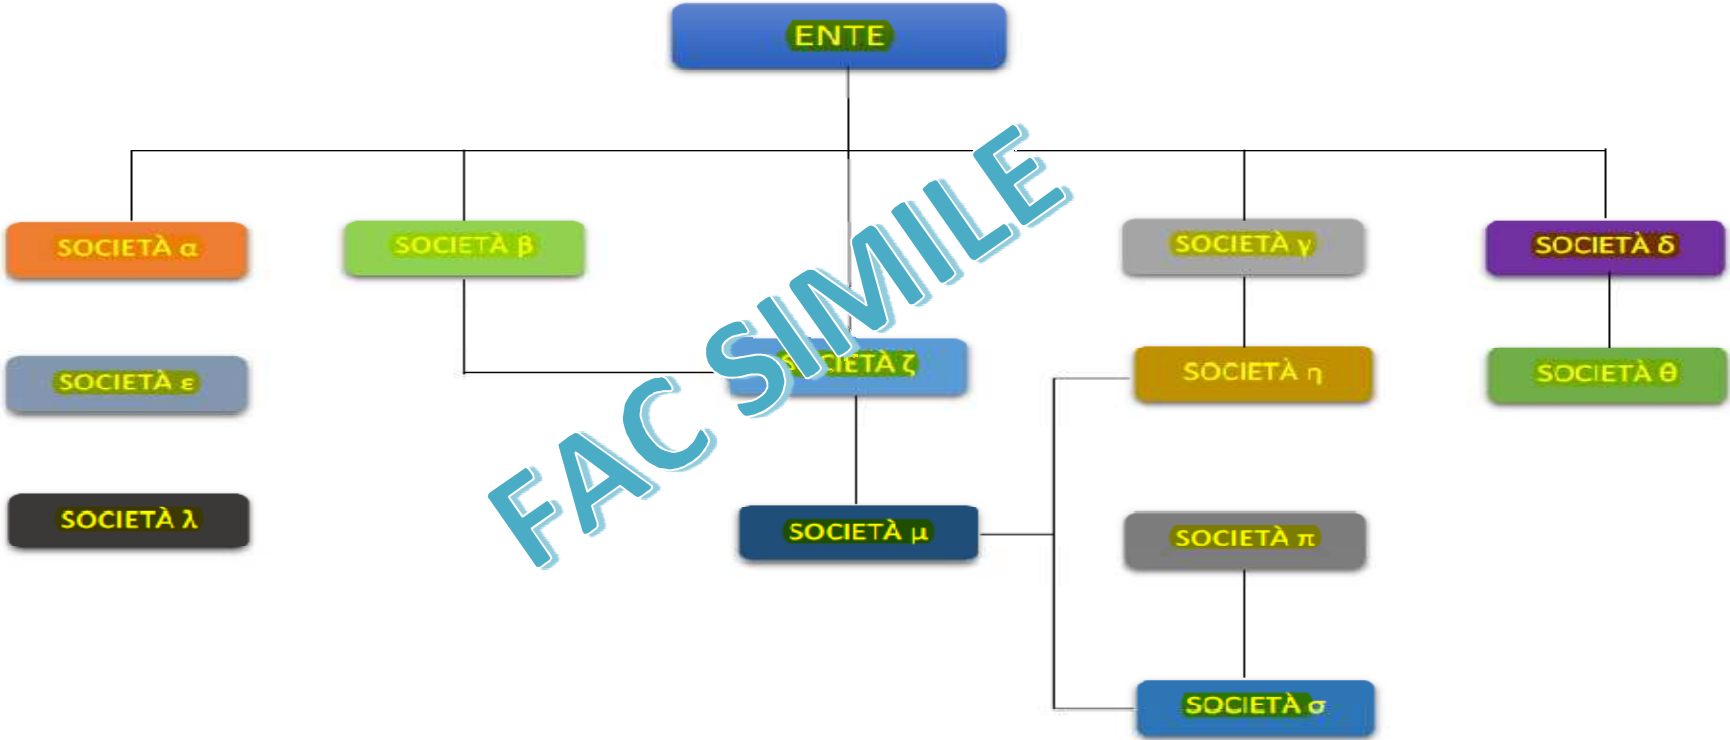 ENTE
SOCIETÀ α
SOCIETÀ β
SOCIETÀ γ
SOCIETÀ δ
SOCIETÀ ε
SOCIETÀ ζ
SOCIETÀ η
SOCIETÀ θ
SOCIETÀ λ
SOCIETÀ μ
SOCIETÀ π
SOCIETÀ σ
FAC SIMILE